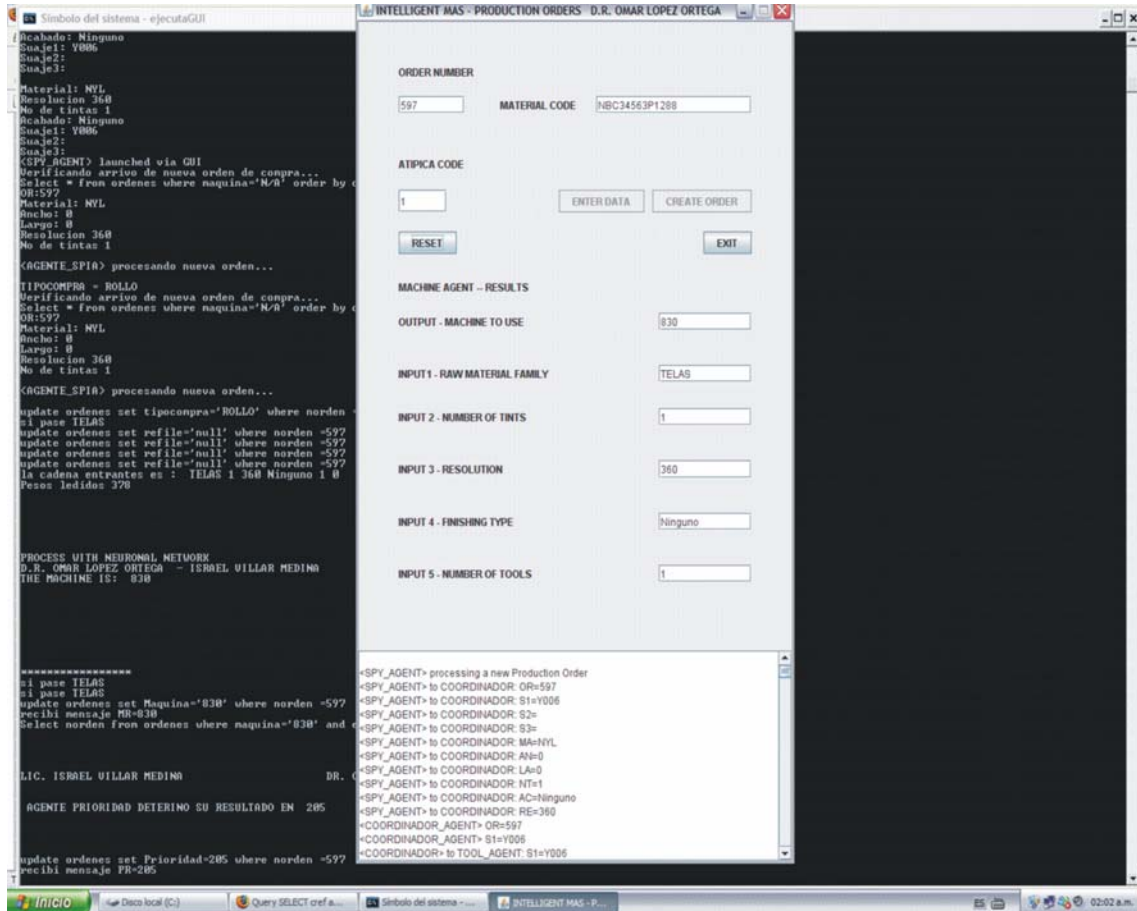 Símbolo del sistema - ejecutaGUI
Acabado: Ninguno
Suaje1: Y006
Suaje2:
Suaje3:
Material: NYL
Resolucion 360
No de tintas 1
Acabado: Ninguno
Suaje1: Y006
Suaje2:
Suaje3:
<SPY_AGENT> launched via GUI
Verificando arrivo de nueva orden de compra...
Select * from ordenes where maquina='N/A' order by
OR:597
Material: NYL
Ancho: 0
Largo: 0
Resolucion 360
No de tintas 1
<AGENTE_SPIA> procesando nueva orden...
TIPOCOMPRA = ROLLO
Verificando arrivo de nueva orden de compra...
Select * from ordenes where maquina='N/A' order by
OR:597
Material: NYL
Ancho: 0
Largo: 0
Resolucion 360
No de tintas 1
<AGENTE_SPIA> procesando nueva orden...
update ordenes set tipocompra='ROLLO' where norden
si pase TELAS
update ordenes set refile='null' where norden =597
update ordenes set refile='null' where norden =597
update ordenes set refile='null' where norden =597
update ordenes set refile='null' where norden =597
la cadena entrantes es : TELAS 1 360 Ninguno 1 0
Pesos ledidos 378
PROCESS WITH NEURONAL NETWORK
D.R. OMAR LOPEZ ORTEGA - ISRAEL VILLAR MEDINA
THE MACHINE IS: 830
=================
si pase TELAS
si pase TELAS
update ordenes set Maquina='830' where norden =597
recibi mensaje MR=830
Select norden from ordenes where maquina='830' and
LIC. ISRAEL VILLAR MEDINA DR.
AGENTE PRIORIDAD DETERINO SU RESULTADO EN 205
update ordenes set Prioridad=205 where norden =597
recibi mensaje PR=205
INTELLIGENT MAS - PRODUCTION ORDERS D.R. OMAR LOPEZ ORTEGA
ORDER NUMBER
597 MATERIAL CODE NBC34563P1288
ATIPICA CODE
1 ENTER DATA CREATE ORDER
RESET EXIT
MACHINE AGENT -- RESULTS
OUTPUT - MACHINE TO USE 830
INPUT1 - RAW MATERIAL FAMILY TELAS
INPUT 2 - NUMBER OF TINTS 1
INPUT 3 - RESOLUTION 360
INPUT 4 - FINISHING TYPE Ninguno
INPUT 5 - NUMBER OF TOOLS 1
<SPY_AGENT> processing a new Production Order
<SPY_AGENT> to COORDINADOR: OR=597
<SPY_AGENT> to COORDINADOR: S1=Y006
<SPY_AGENT> to COORDINADOR: S2=
<SPY_AGENT> to COORDINADOR: S3=
<SPY_AGENT> to COORDINADOR: MA=NYL
<SPY_AGENT> to COORDINADOR: AN=0
<SPY_AGENT> to COORDINADOR: LA=0
<SPY_AGENT> to COORDINADOR: NT=1
<SPY_AGENT> to COORDINADOR: AC=Ninguno
<SPY_AGENT> to COORDINADOR: RE=360
<COORDINADOR_AGENT> OR=597
<COORDINADOR_AGENT> S1=Y006
<COORDINADOR> to TOOL_AGENT: S1=Y006
Inicio Disco local (C:) Query SELECT cref a... Símbolo del sistema - ... INTELLIGENT MAS - P... ES 02:02 a.m.